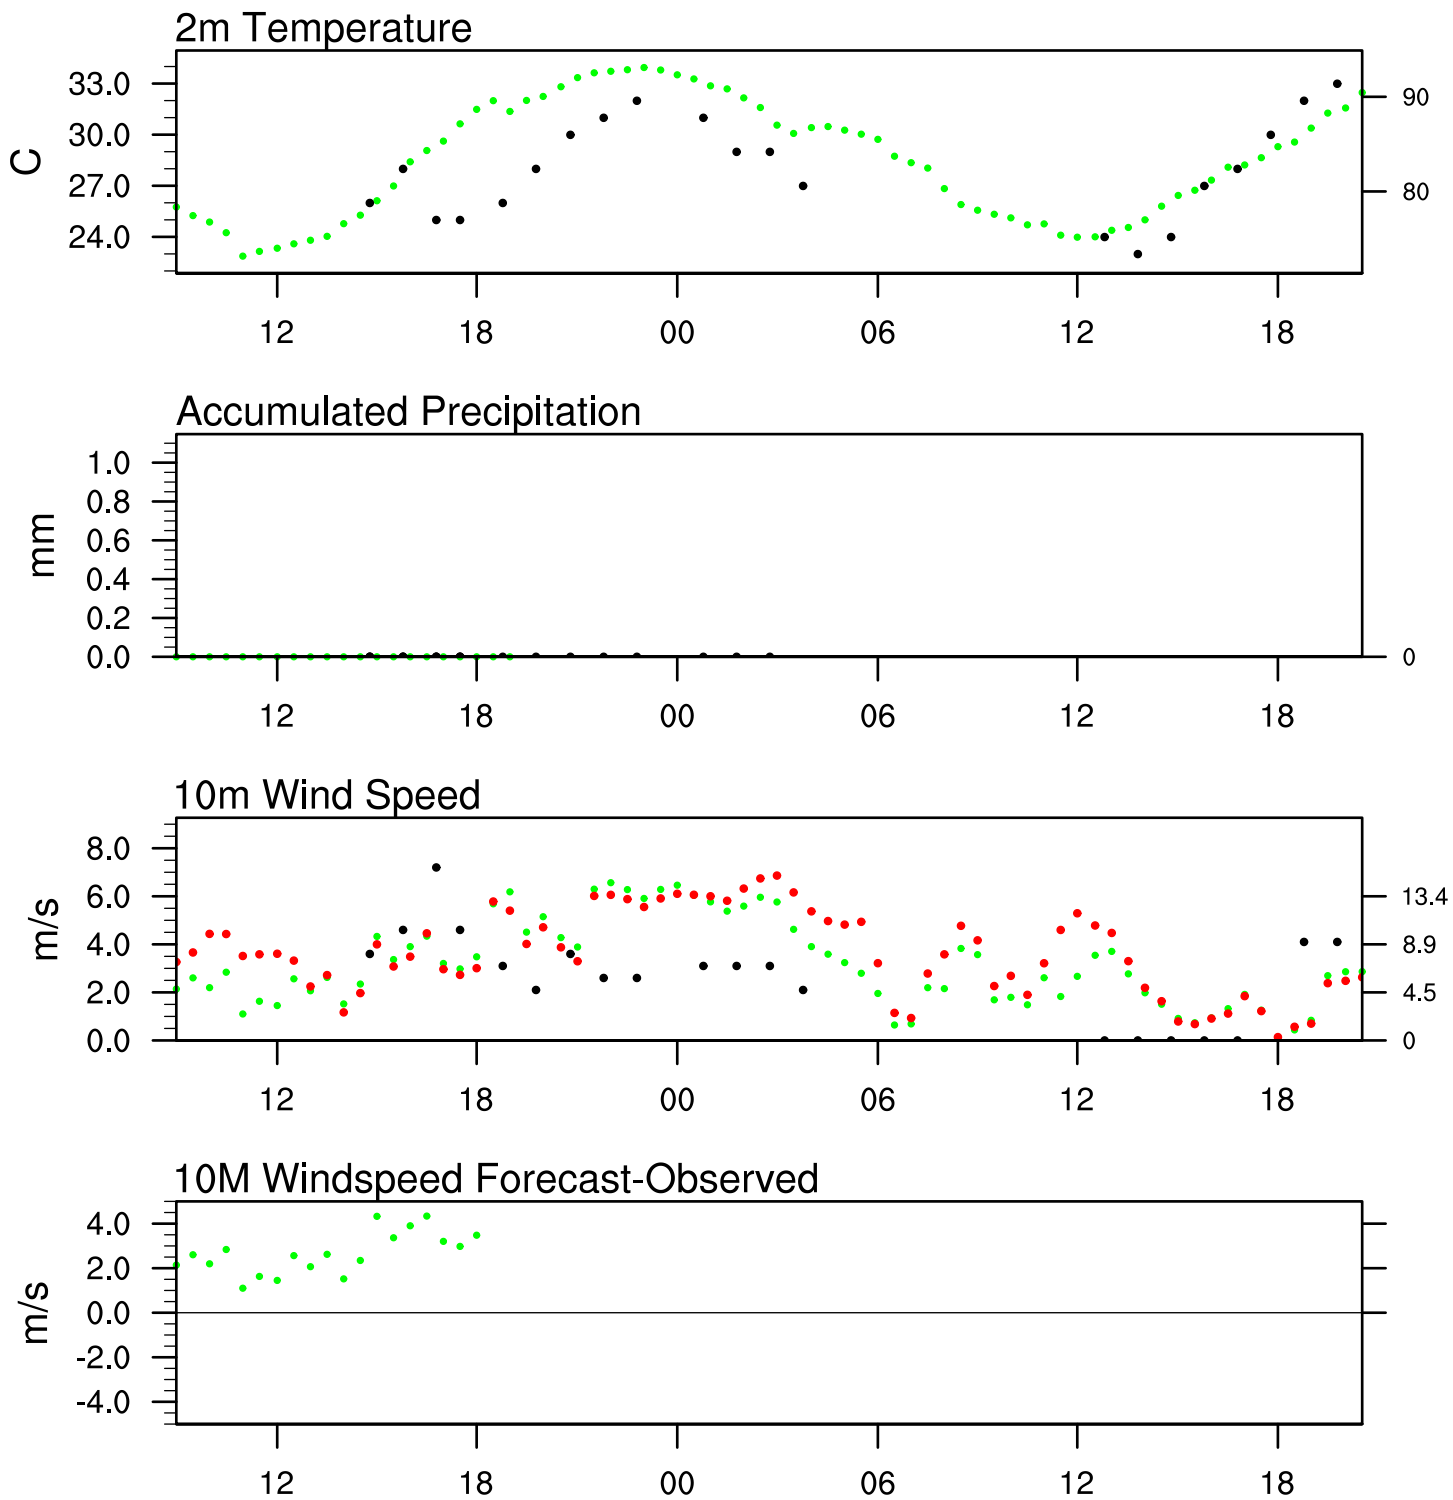 2m Temperature
33.0
30.0
27.0
24.0
C
90
80
12 18 00 06 12 18
Accumulated Precipitation
1.0
0.8
0.6
0.4
0.2
0.0
mm
0
12 18 00 06 12 18
10m Wind Speed
8.0
6.0
4.0
2.0
0.0
m/s
13.4
8.9
4.5
0
12 18 00 06 12 18
10M Windspeed Forecast-Observed
4.0
2.0
0.0
-2.0
-4.0
m/s
12 18 00 06 12 18